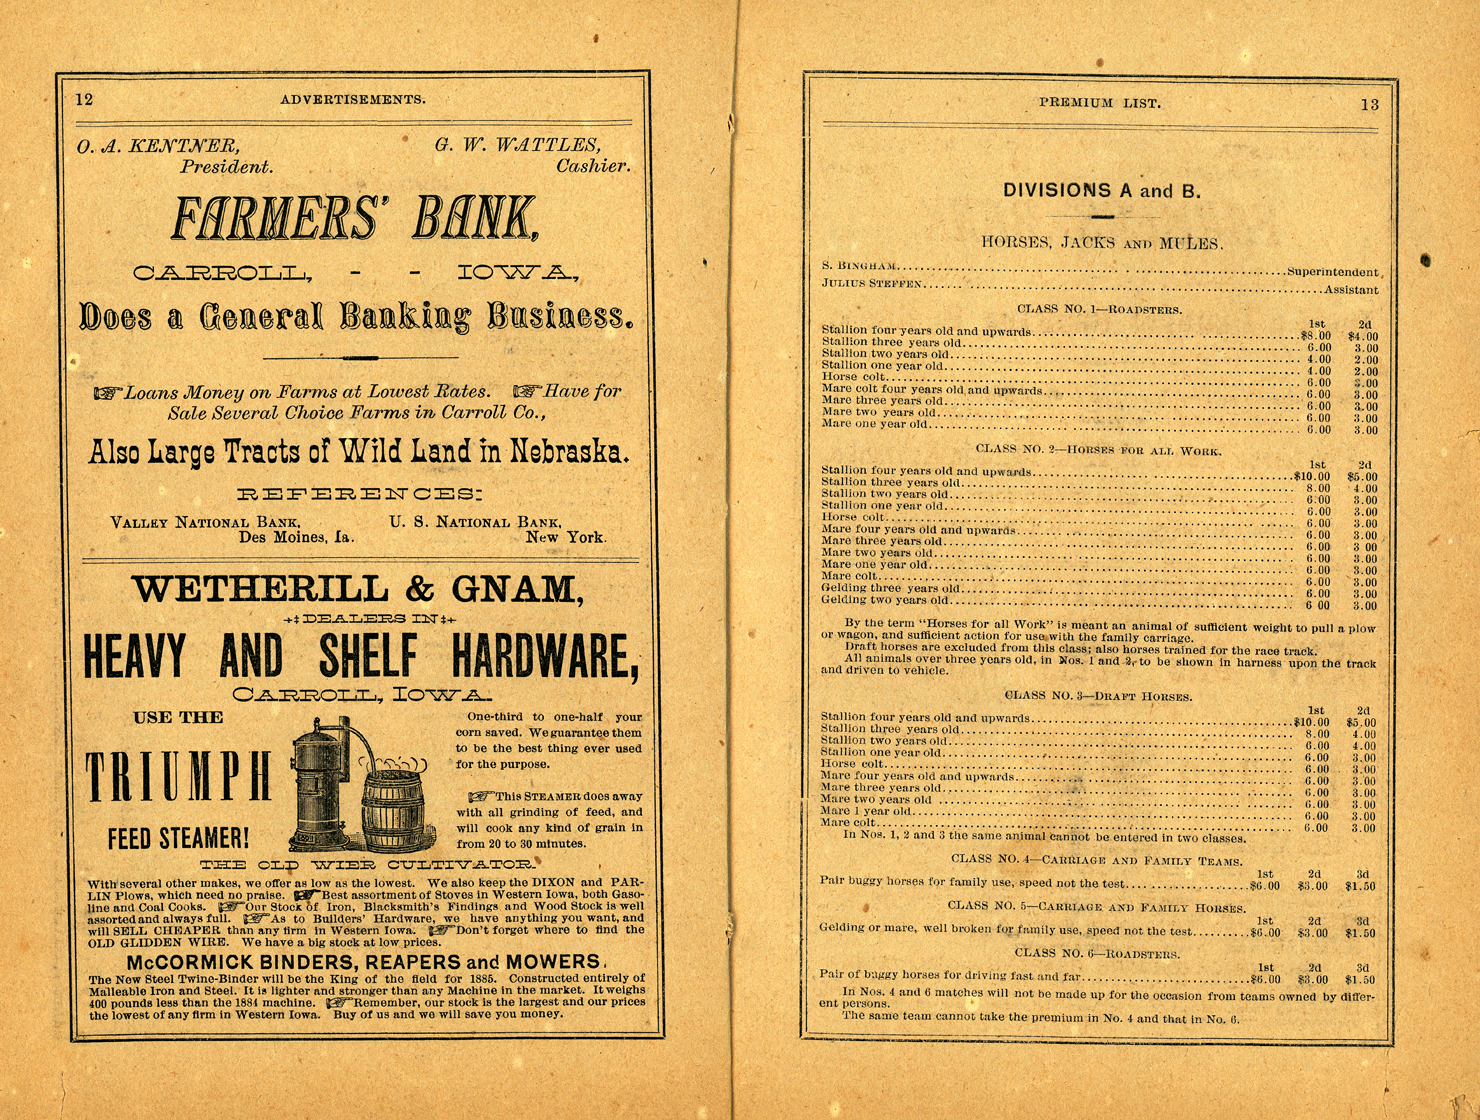 12 ADVERTISEMENTS.
O. A. KENTNER, G. W. WATTLES,
President. Cashier.
FARMERS' BANK,
CARROLL, - - IOWA,
Does a General Banking Business.
Loans Money on Farms at Lowest Rates. Have for
Sale Several Choice Farms in Carroll Co.,
Also Large Tracts of Wild Land in Nebraska.
REFERENCES:
VALLEY NATIONAL BANK, U. S. NATIONAL BANK,
Des Moines, Ia. New York.
WETHERILL & GNAM,
DEALERS IN
HEAVY AND SHELF HARDWARE,
CARROLL, IOWA.
USE THE
TRIUMPH
FEED STEAMER!
One-third to one-half your
corn saved. We guarantee them
to be the best thing ever used
for the purpose.
This STEAMER does away
with all grinding of feed, and
will cook any kind of grain in
from 20 to 30 minutes.
THE OLD WIER CULTIVATOR.
With several other makes, we offer as low as the lowest. We also keep the DIXON and PAR-
LIN Plows, which need no praise. Best assortment of Stoves in Western Iowa, both Gaso-
line and Coal Cooks. Our Stock of Iron, Blacksmith's Findings and Wood Stock is well
assorted and always full. As to Builders' Hardware, we have anything you want, and
will SELL CHEAPER than any firm in Western Iowa. Don't forget where to find the
OLD GLIDDEN WIRE. We have a big stock at low prices.
MCCORMICK BINDERS, REAPERS and MOWERS.
The New Steel Twine-Binder will be the King of the field for 1885. Constructed entirely of
Malleable Iron and Steel. It is lighter and stronger than any Machine in the market. It weighs
400 pounds less than the 1884 machine. Remember, our stock is the largest and our prices
the lowest of any firm in Western Iowa. Buy of us and we will save you money.
PREMIUM LIST. 13
DIVISIONS A and B.
HORSES, JACKS AND MULES.
S. BINGHAM. Superintendent,
JULIUS STEFFEN. Assistant
CLASS NO. 1—ROADSTERS.
1st 2d
Stallion four years old and upwards $8.00 $4.00
Stallion three years old 6.00 3.00
Stallion two years old 4.00 2.00
Stallion one year old 4.00 2.00
Horse colt 6.00 3.00
Mare colt four years old and upwards 6.00 3.00
Mare three years old 6.00 3.00
Mare two years old 6.00 3.00
Mare one year old 6.00 3.00
CLASS NO. 2—HORSES FOR ALL WORK.
1st 2d
Stallion four years old and upwards $10.00 $5.00
Stallion three years old 8.00 4.00
Stallion two years old 6.00 3.00
Stallion one year old 6.00 3.00
Horse colt 6.00 3.00
Mare four years old and upwards 6.00 3.00
Mare three years old 6.00 3 00
Mare two years old 6.00 3.00
Mare one year old 6.00 3.00
Mare colt 6.00 3.00
Gelding three years old 6.00 3.00
Gelding two years old 6 00 3.00
By the term "Horses for all Work" is meant an animal of sufficient weight to pull a plow
or wagon, and sufficient action for use with the family carriage.
Draft horses are excluded from this class; also horses trained for the race track.
All animals over three years old, in Nos. 1 and 2, to be shown in harness upon the track
and driven to vehicle.
CLASS NO. 3—DRAFT HORSES.
1st 2d
Stallion four years old and upwards $10.00 $5.00
Stallion three years old 8.00 4.00
Stallion two years old 6.00 4.00
Stallion one year old 6.00 3.00
Horse colt 6.00 3.00
Mare four years old and upwards 6.00 3.00
Mare three years old 6.00 3.00
Mare two years old 6.00 3.00
Mare 1 year old 6.00 3.00
Mare colt 6.00 3.00
In Nos. 1, 2 and 3 the same animal cannot be entered in two classes.
CLASS NO. 4—CARRIAGE AND FAMILY TEAMS.
1st 2d 3d
Pair buggy horses for family use, speed not the test $6.00 $3.00 $1.50
CLASS NO. 5—CARRIAGE AND FAMILY HORSES.
1st 2d 3d
Gelding or mare, well broken for family use, speed not the test $6.00 $3.00 $1.50
CLASS NO. 6—ROADSTERS.
1st 2d 3d
Pair of buggy horses for driving fast and far $6.00 $3.00 $1.50
In Nos. 4 and 6 matches will not be made up for the occasion from teams owned by differ-
ent persons.
The same team cannot take the premium in No. 4 and that in No. 6.